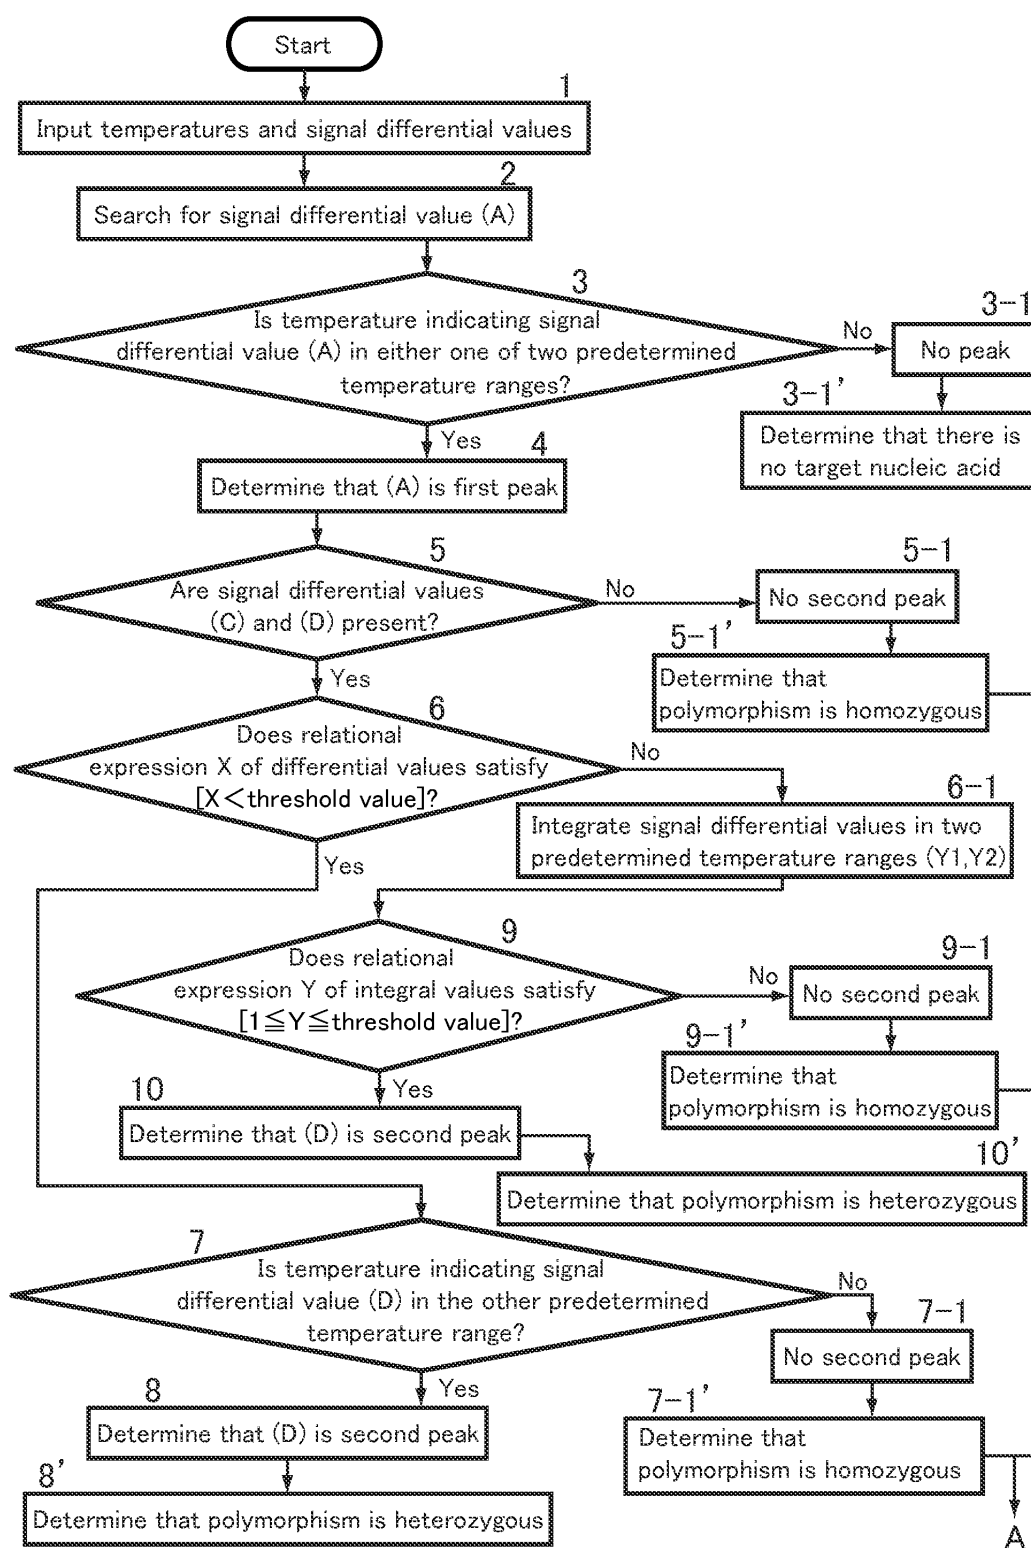 Start
1
Input temperatures and signal differential values
2
Search for signal differential value (A)
3
Is temperature indicating signal
differential value (A) in either one of two predetermined
temperature ranges?
No
3-1
No peak
3-1'
Determine that there is
no target nucleic acid
Yes
4
Determine that (A) is first peak
5
Are signal differential values
(C) and (D) present?
No
5-1
No second peak
5-1'
Determine that
polymorphism is homozygous
Yes
6
Does relational
expression X of differential values satisfy
[X<threshold value]?
No
6-1
Integrate signal differential values in two
predetermined temperature ranges (Y1,Y2)
Yes
9
Does relational
expression Y of integral values satisfy
[1≦Y≦threshold value]?
No
9-1
No second peak
9-1'
Determine that
polymorphism is homozygous
Yes
10
Determine that (D) is second peak
10'
Determine that polymorphism is heterozygous
7
Is temperature indicating signal
differential value (D) in the other predetermined
temperature range?
No
7-1
No second peak
7-1'
Determine that
polymorphism is homozygous
Yes
8
Determine that (D) is second peak
8'
Determine that polymorphism is heterozygous
A